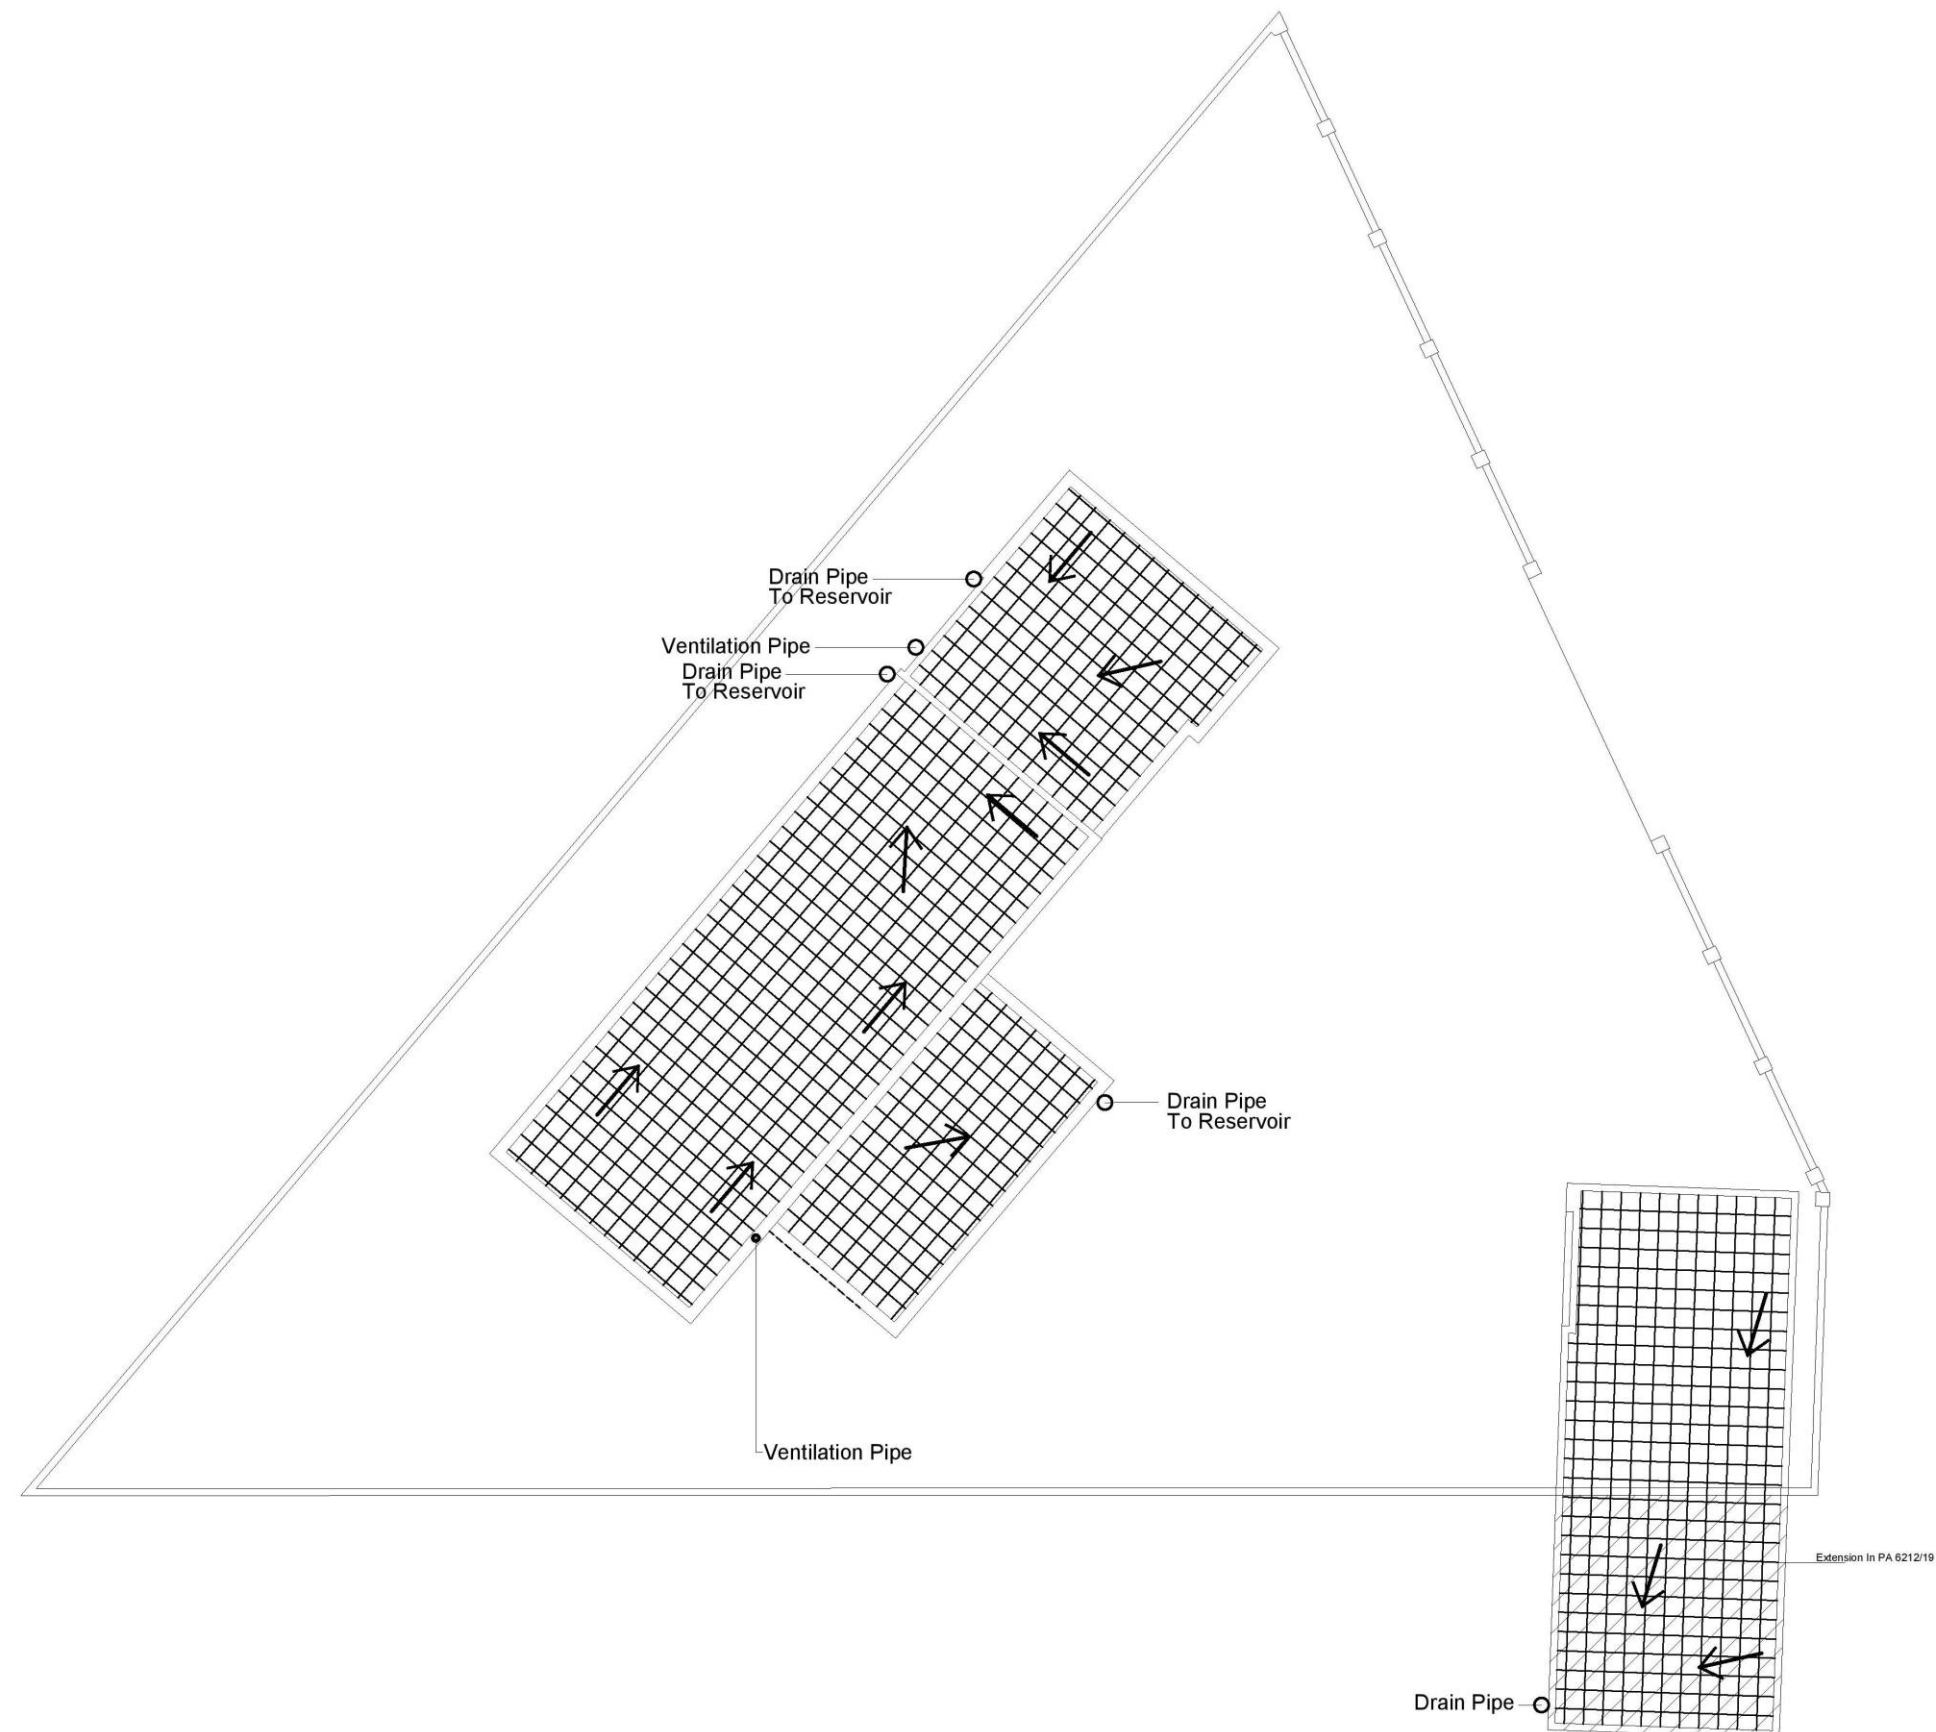 Drain Pipe
To Reservoir
Ventilation Pipe
Drain Pipe
To Reservoir
Drain Pipe
To Reservoir
Ventilation Pipe
Extension In PA 6212/19
Drain Pipe